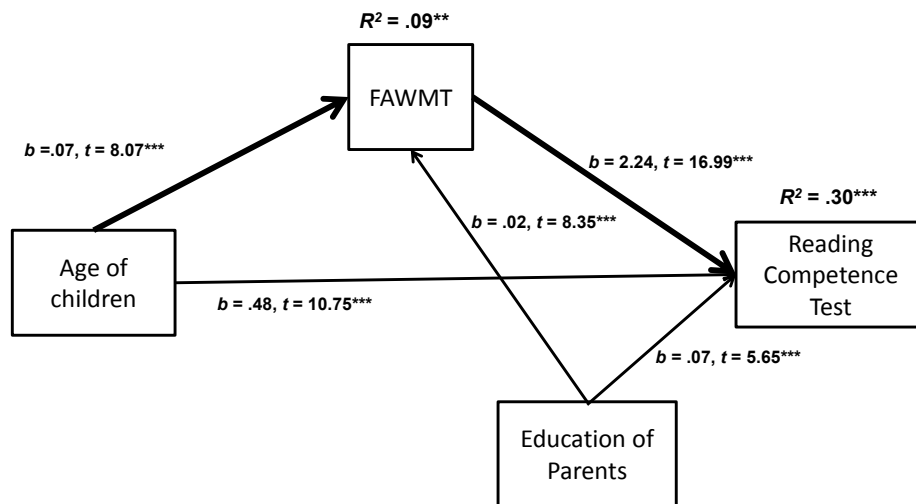 R² = .09**
FAWMT
b =.07, t = 8.07***
b = 2.24, t = 16.99***
R² = .30***
b = .02, t = 8.35***
Age of
children
Reading
Competence
Test
b = .48, t = 10.75***
b = .07, t = 5.65***
Education of
Parents